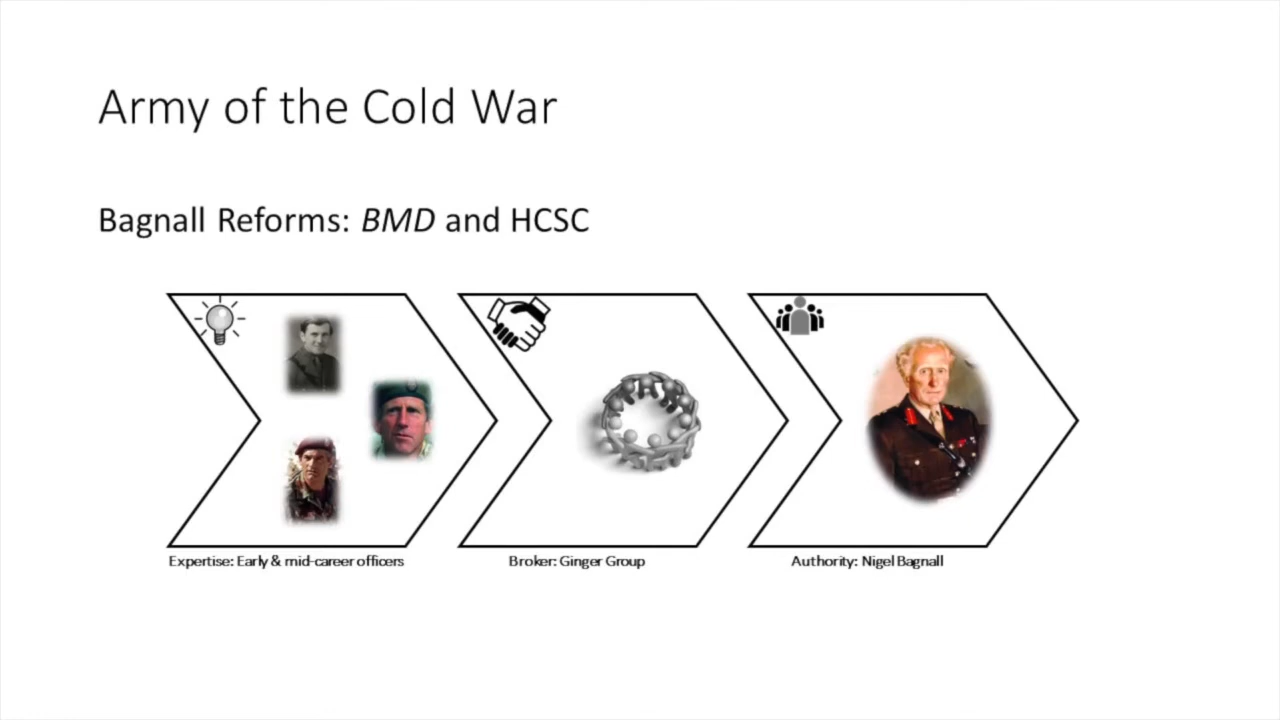 Army of the Cold War
Bagnall Reforms: BMD and HCSC
Expertise: Early & mid-career officers
Broker: Ginger Group
Authority: Nigel Bagnall